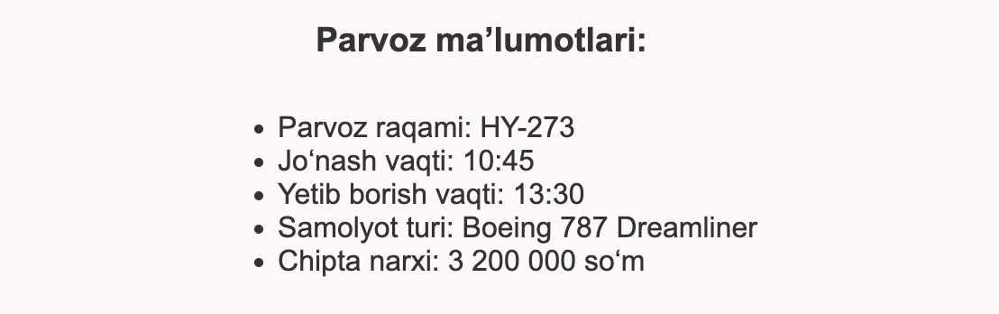 Parvoz ma’lumotlari:
• Parvoz raqami: HY-273
• Jo‘nash vaqti: 10:45
• Yetib borish vaqti: 13:30
• Samolyot turi: Boeing 787 Dreamliner
• Chipta narxi: 3 200 000 so‘m